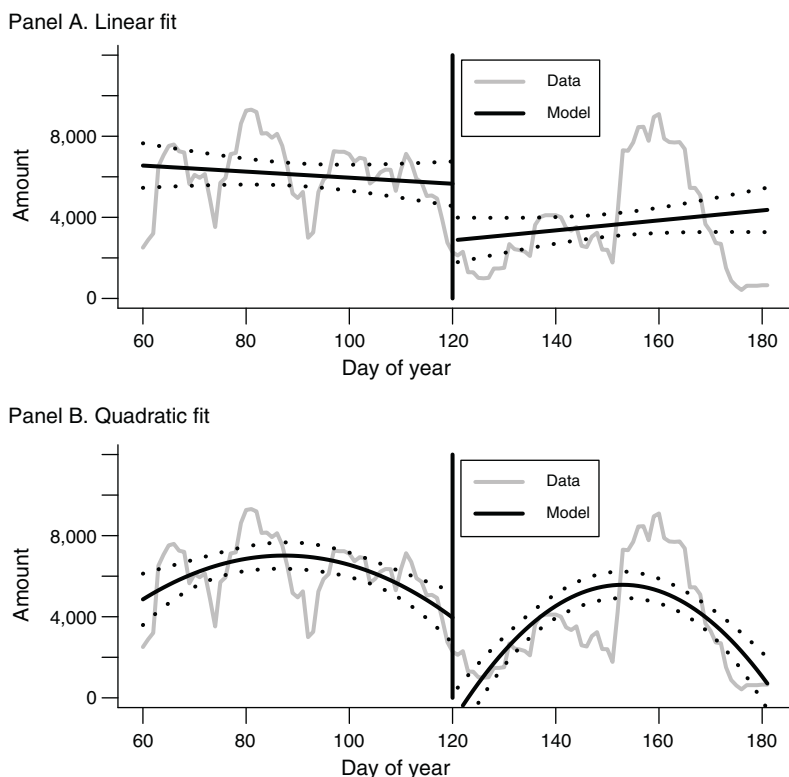 Panel A. Linear fit
Data
Model
8,000
4,000
0
Amount
60 80 100 120 140 160 180
Day of year
Panel B. Quadratic fit
Data
Model
8,000
4,000
0
Amount
60 80 100 120 140 160 180
Day of year